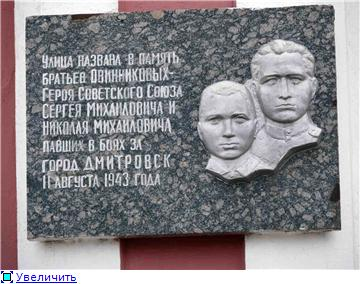 Улица названа в память
братьев Овинниковых-
Героя Советского Союза
Сергея Михайловича и
Николая Михайловича,
павших в боях за
город Дмитровск
11 августа 1943 года
Увеличить